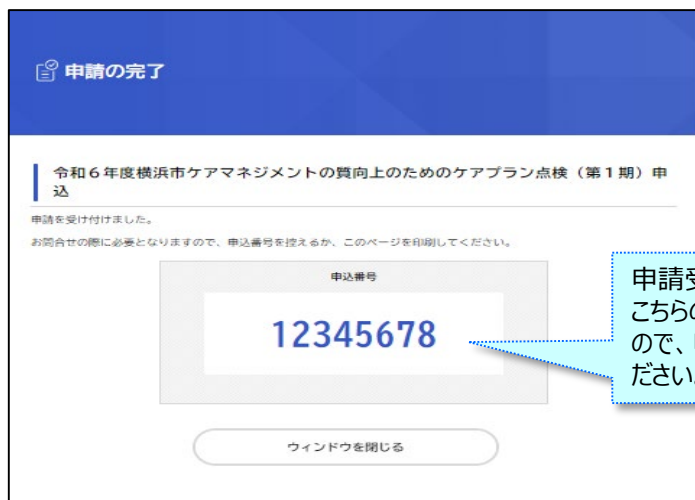 申請の完了
令和6年度横浜市ケアマネジメントの質向上のためのケアプラン点検（第1期）申
込
申請を受け付けました。
お問合せの際に必要となりますので、申込番号を控えるか、このページを印刷してください。
申込番号
12345678
申請受
こちらの
ので、
ださい。
ウィンドウを閉じる